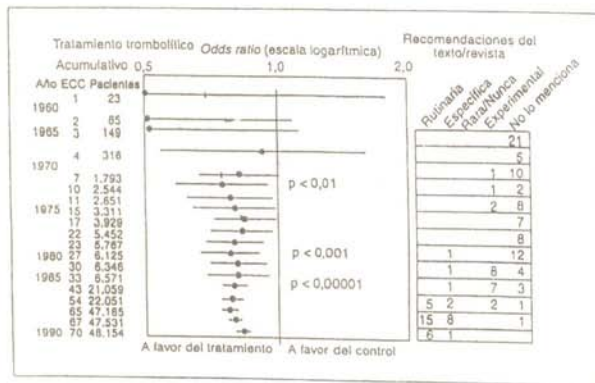 Tratamiento trombolítico
Odds ratio (escala logarítmica)
Recomendaciones del
texto/revista
Acumulativo
0,5 1,0 2,0
Año ECC Pacientes
Rutinaria
Específica
Rara/Nunca
Experimental
No lo menciona
1 23
1960
2 65
1965 3 149
21
5
4 316
1970
7 1.793 p < 0,01 1 10
10 2.544 1 2
11 2.651
1975 15 3.311 2 8
17 3.929 7
22 5.452 8
23 5.767
1980 27 6.125 p < 0,001 1 12
30 6.346 1 8 4
1985 33 6.571 p < 0,00001
43 21.059 1 7 3
54 22.051 5 2 2 1
65 47.185
67 47.531 15 8 1
1990 70 48.154 6 1
A favor del tratamiento A favor del control